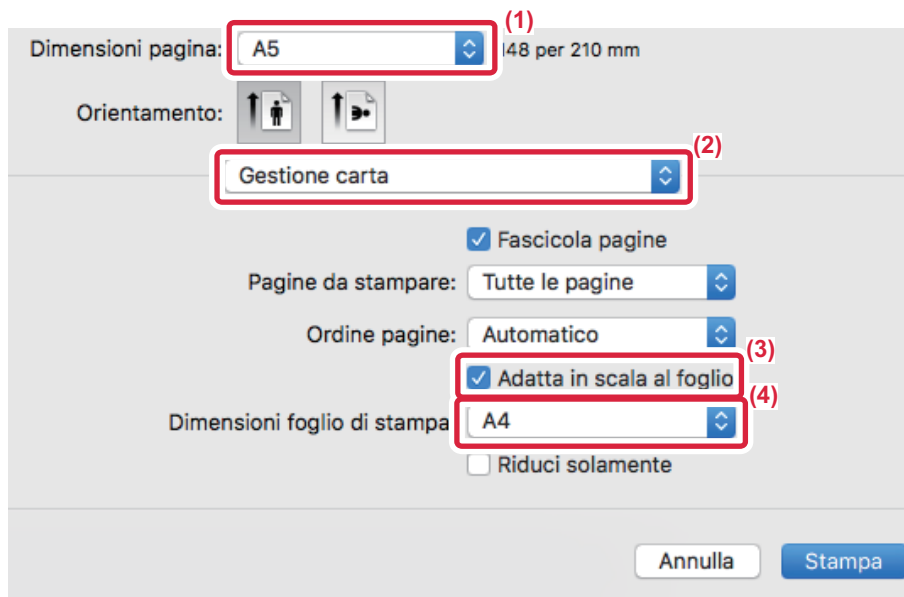 (1)
Dimensioni pagina: A5 148 per 210 mm
Orientamento:
(2)
Gestione carta
Fascicola pagine
Pagine da stampare: Tutte le pagine
Ordine pagine: Automatico
(3)
Adatta in scala al foglio
(4)
Dimensioni foglio di stampa A4
Riduci solamente
Annulla Stampa